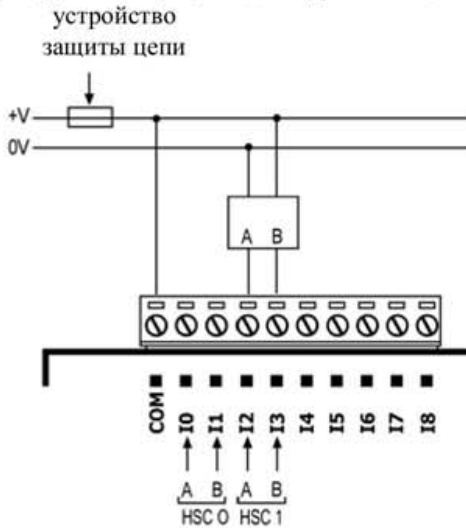 устройство
защиты цепи
+V
0V
A B
COM I0 I1 I2 I3 I4 I5 I6 I7 I8
A B A B
HSC 0 HSC 1